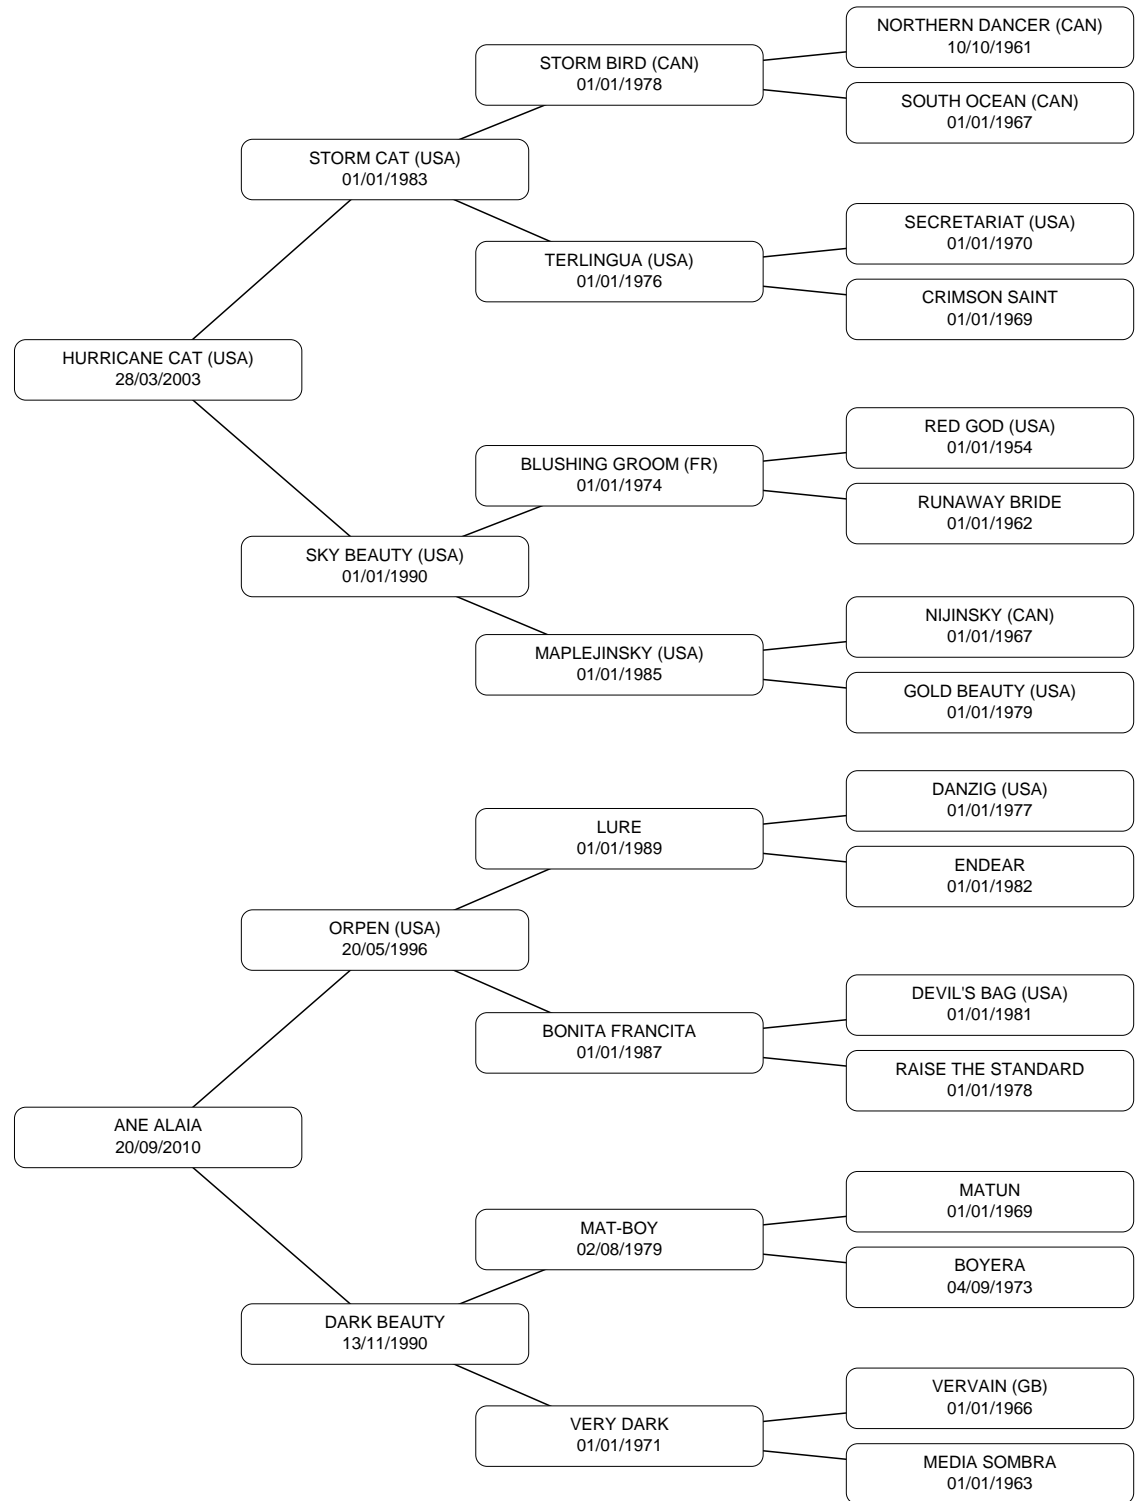 NORTHERN DANCER (CAN)
10/10/1961
STORM BIRD (CAN)
01/01/1978
SOUTH OCEAN (CAN)
01/01/1967
STORM CAT (USA)
01/01/1983
SECRETARIAT (USA)
01/01/1970
TERLINGUA (USA)
01/01/1976
CRIMSON SAINT
01/01/1969
HURRICANE CAT (USA)
28/03/2003
RED GOD (USA)
01/01/1954
BLUSHING GROOM (FR)
01/01/1974
RUNAWAY BRIDE
01/01/1962
SKY BEAUTY (USA)
01/01/1990
NIJINSKY (CAN)
01/01/1967
MAPLEJINSKY (USA)
01/01/1985
GOLD BEAUTY (USA)
01/01/1979
DANZIG (USA)
01/01/1977
LURE
01/01/1989
ENDEAR
01/01/1982
ORPEN (USA)
20/05/1996
DEVIL'S BAG (USA)
01/01/1981
BONITA FRANCITA
01/01/1987
RAISE THE STANDARD
01/01/1978
ANE ALAIA
20/09/2010
MATUN
01/01/1969
MAT-BOY
02/08/1979
BOYERA
04/09/1973
DARK BEAUTY
13/11/1990
VERVAIN (GB)
01/01/1966
VERY DARK
01/01/1971
MEDIA SOMBRA
01/01/1963